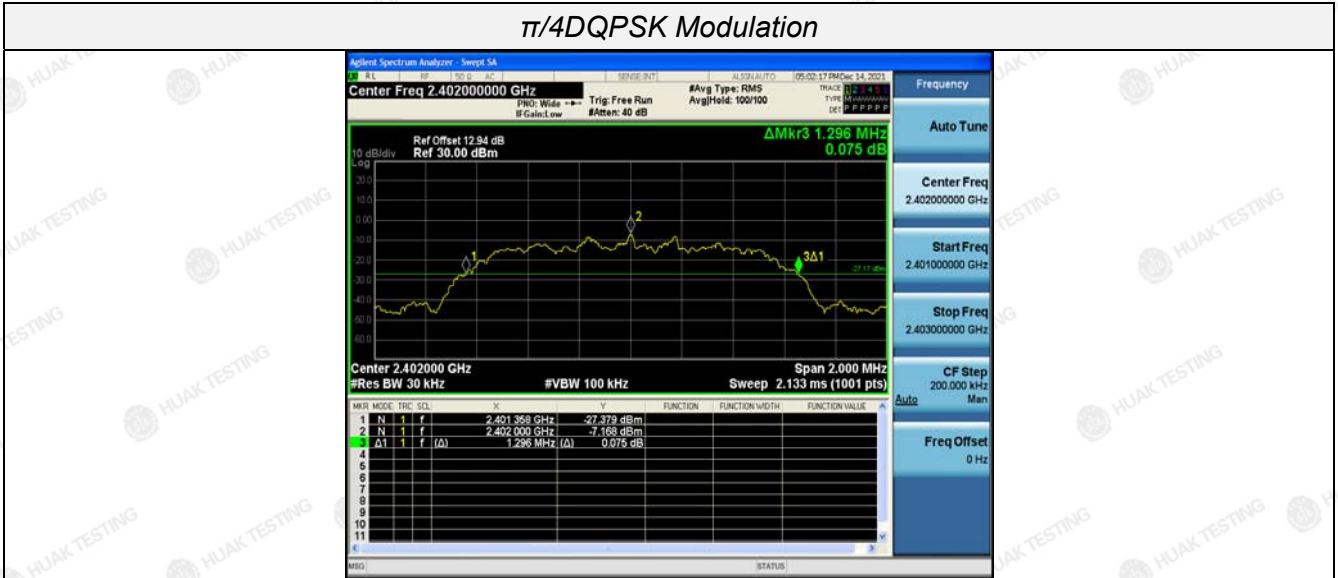 π/4DQPSK Modulation
Agilent Spectrum Analyzer - Swept SA
RL RF 50 Ω AC SENSE:INT ALIGN AUTO 05:02:17 PM Dec 14, 2021
Center Freq 2.402000000 GHz
PNO: Wide
IFGain:Low
Trig: Free Run
#Atten: 40 dB
#Avg Type: RMS
Avg|Hold: 100/100
TRACE 1 2 3 4 5 6
TYPE MWWWWW
DET P P P P P P
Frequency
Auto Tune
Center Freq
2.402000000 GHz
Start Freq
2.401000000 GHz
Stop Freq
2.403000000 GHz
CF Step
200.000 kHz
Auto Man
Freq Offset
0 Hz
ΔMkr3 1.296 MHz
0.075 dB
Ref Offset 12.94 dB
10 dB/div Ref 30.00 dBm
Log
20.0
10.0
0.00
-10.0
-20.0
-30.0
-40.0
-50.0
-60.0
1
2
3Δ1
-27.17 dBm
Center 2.402000 GHz Span 2.000 MHz
#Res BW 30 kHz #VBW 100 kHz Sweep 2.133 ms (1001 pts)
MKR MODE TRC SCL X Y FUNCTION FUNCTION WIDTH FUNCTION VALUE
1 N 1 f 2.401 358 GHz -27.379 dBm
2 N 1 f 2.402 000 GHz -7.168 dBm
3 Δ1 1 f (Δ) 1.296 MHz (Δ) 0.075 dB
4
5
6
7
8
9
10
11
MSG STATUS
HUAK TESTING